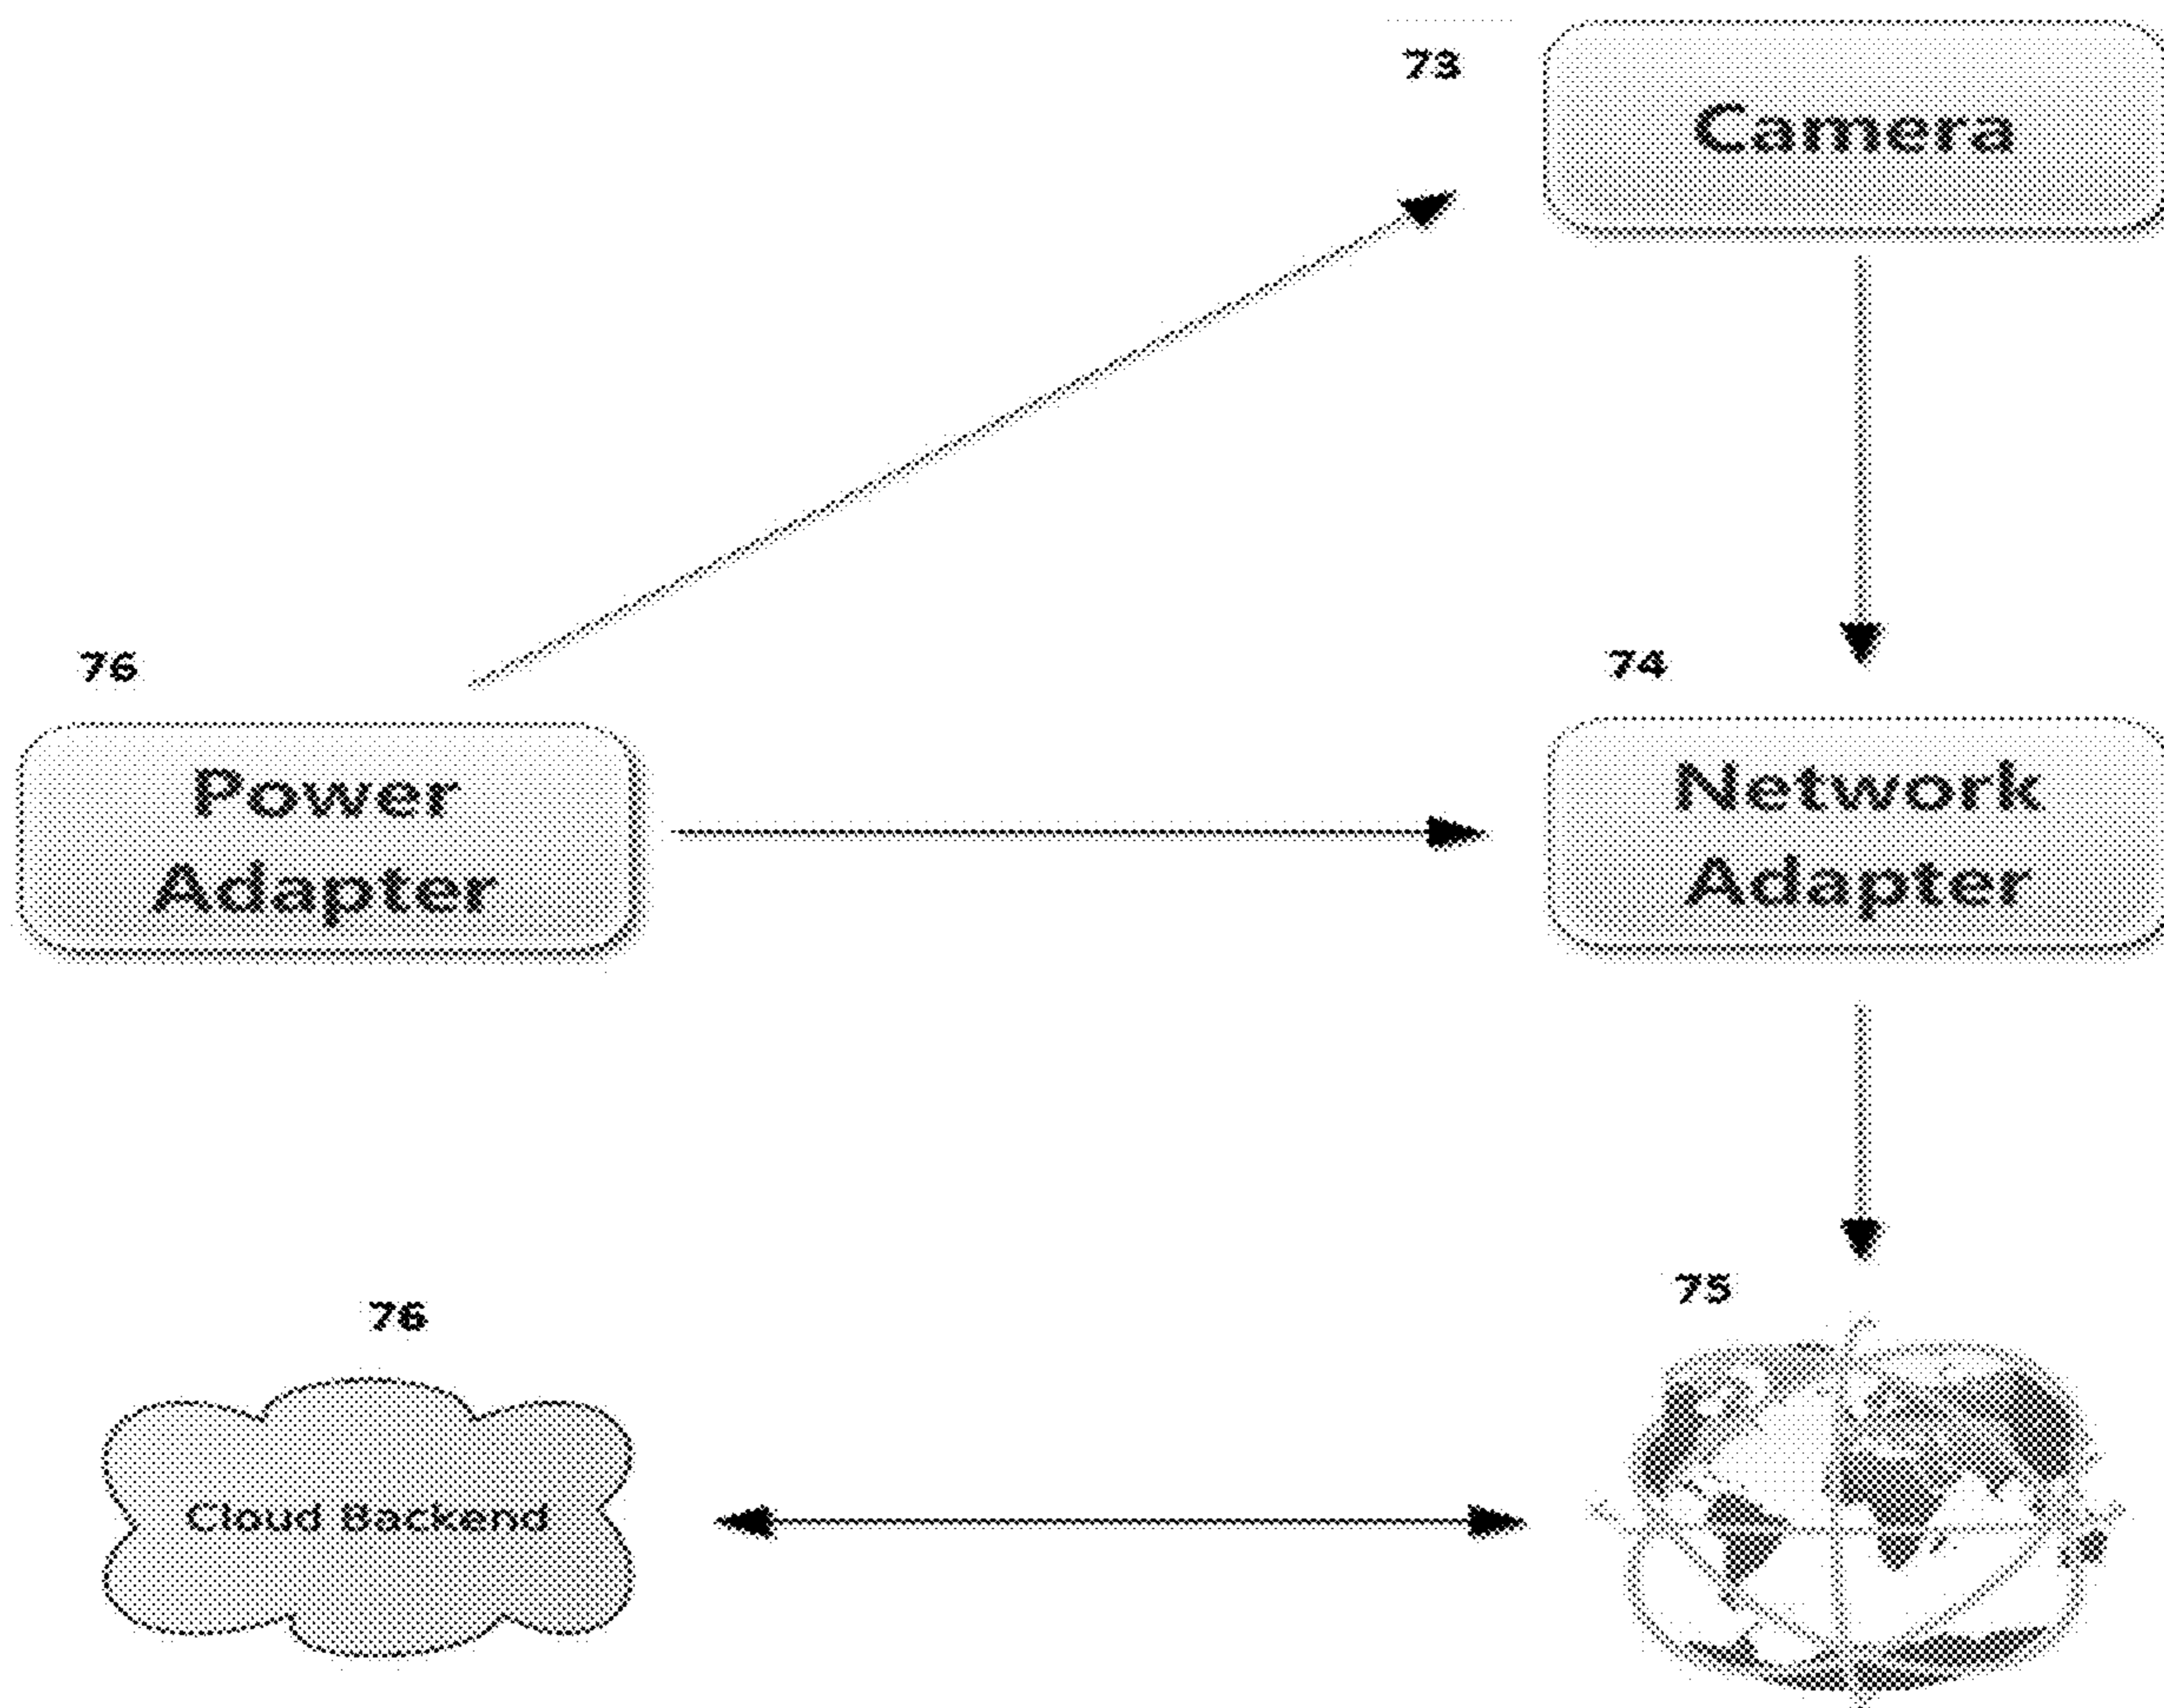 73
Camera
76
Power
Adapter
74
Network
Adapter
75
76
Cloud Backend